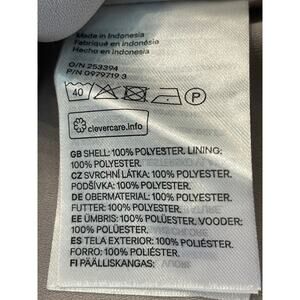 Made in Indonesia
Fabriqué en indonésie
Hecho en Indonesia
G/N 253394
P/N 0979719 3
40 P
clevercare.info
GB SHELL: 100% POLYESTER, LINING:
100% POLYESTER.
CZ SVRCHNÍ LÁTKA: 100% POLYESTER.
PODŠÍVKA: 100% POLYESTER.
DE OBERMATERIAL: 100% POLYESTER.
FUTTER: 100% POLYESTER.
EE ÜMBRIS: 100% POLÜESTER, VOODER:
100% POLÜESTER.
ES TELA EXTERIOR: 100% POLIÉSTER.
FORRO: 100% POLIÉSTER.
FI PÄÄLLISKANGAS: